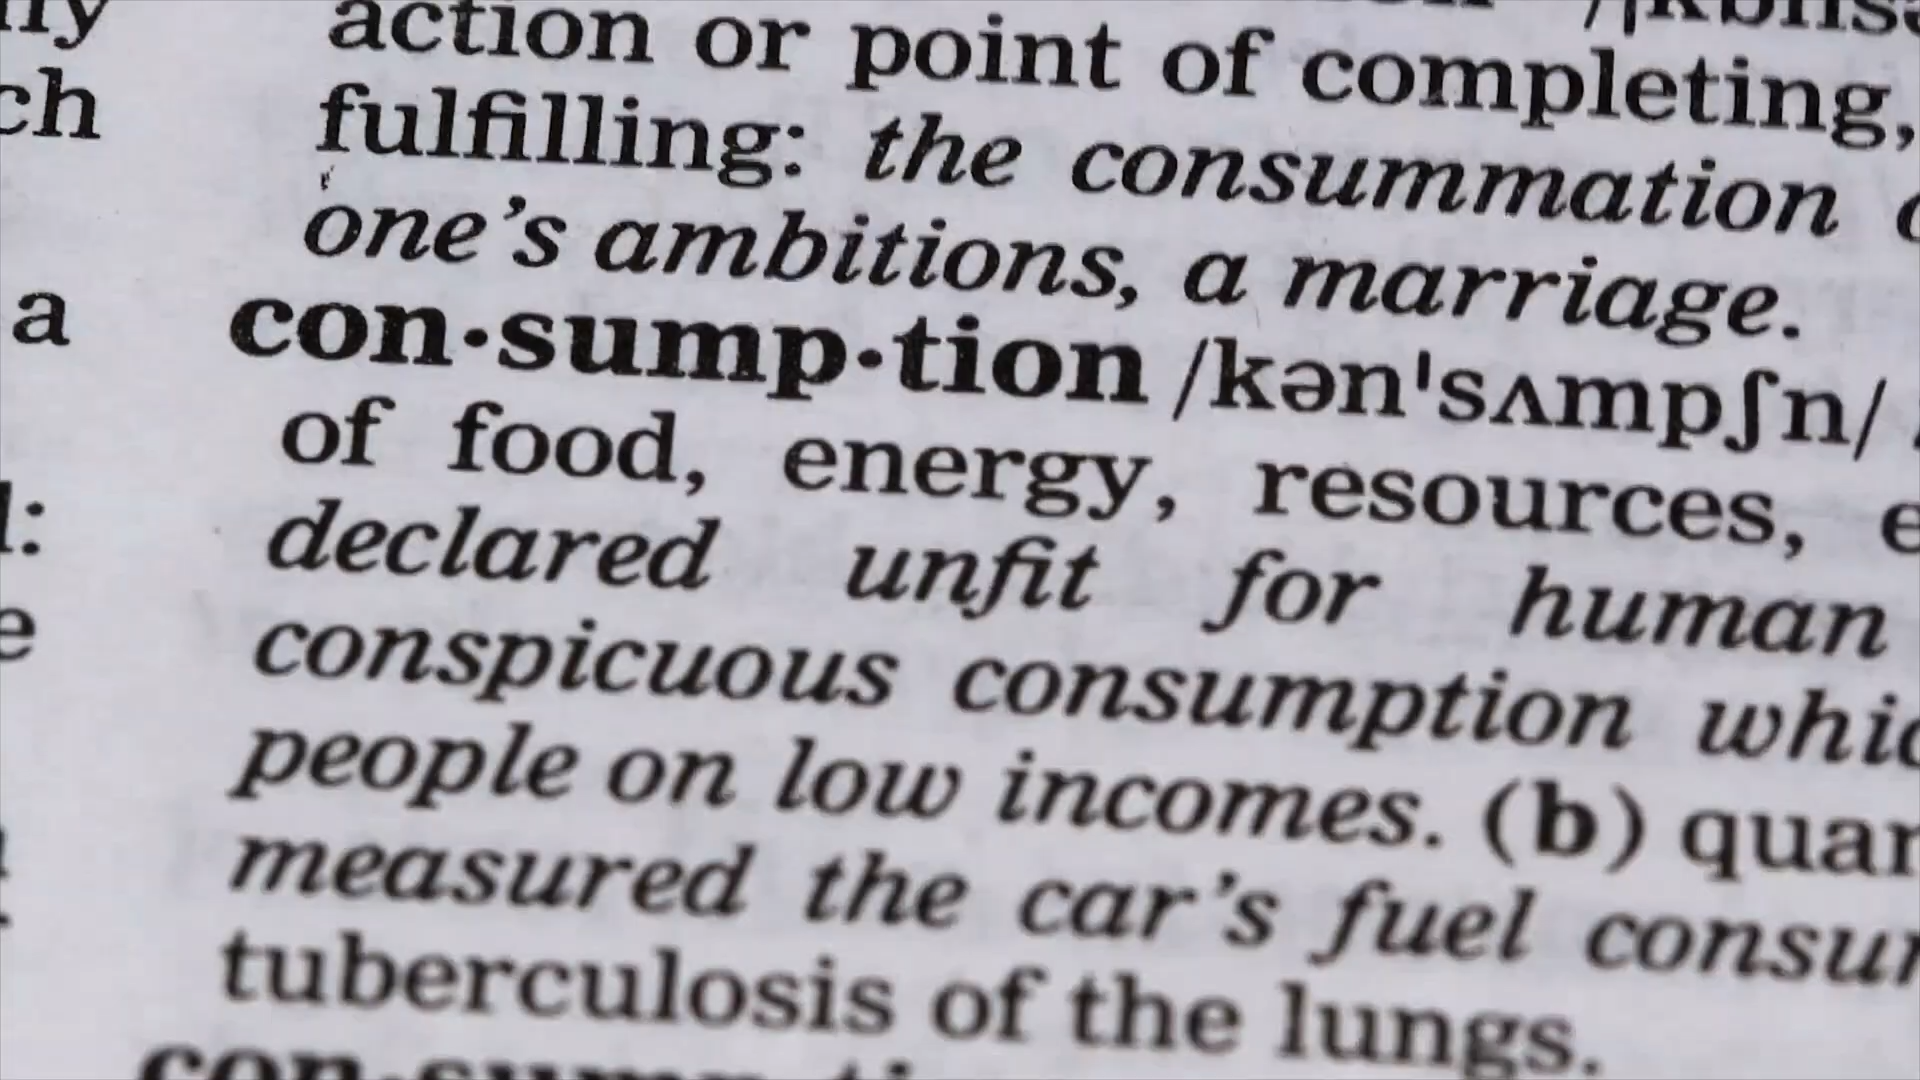 a
action or point of completing,
fulfilling: the consummation
one's ambitions, a marriage.
con·sump·tion /kən'sʌmpʃn/
of food, energy, resources,
declared unfit for human
conspicuous consumption
people on low incomes. (b)
measured the car's fuel
tuberculosis of the lungs.